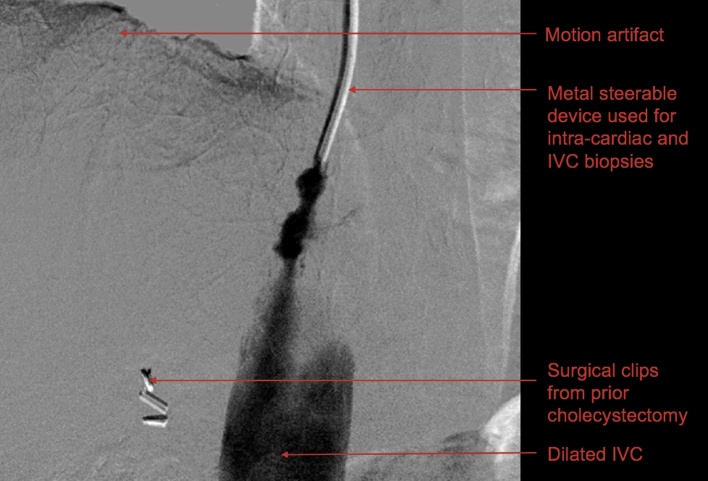 Motion artifact
Metal steerable
device used for
intra-cardiac and
IVC biopsies
Surgical clips
from prior
cholecystectomy
Dilated IVC